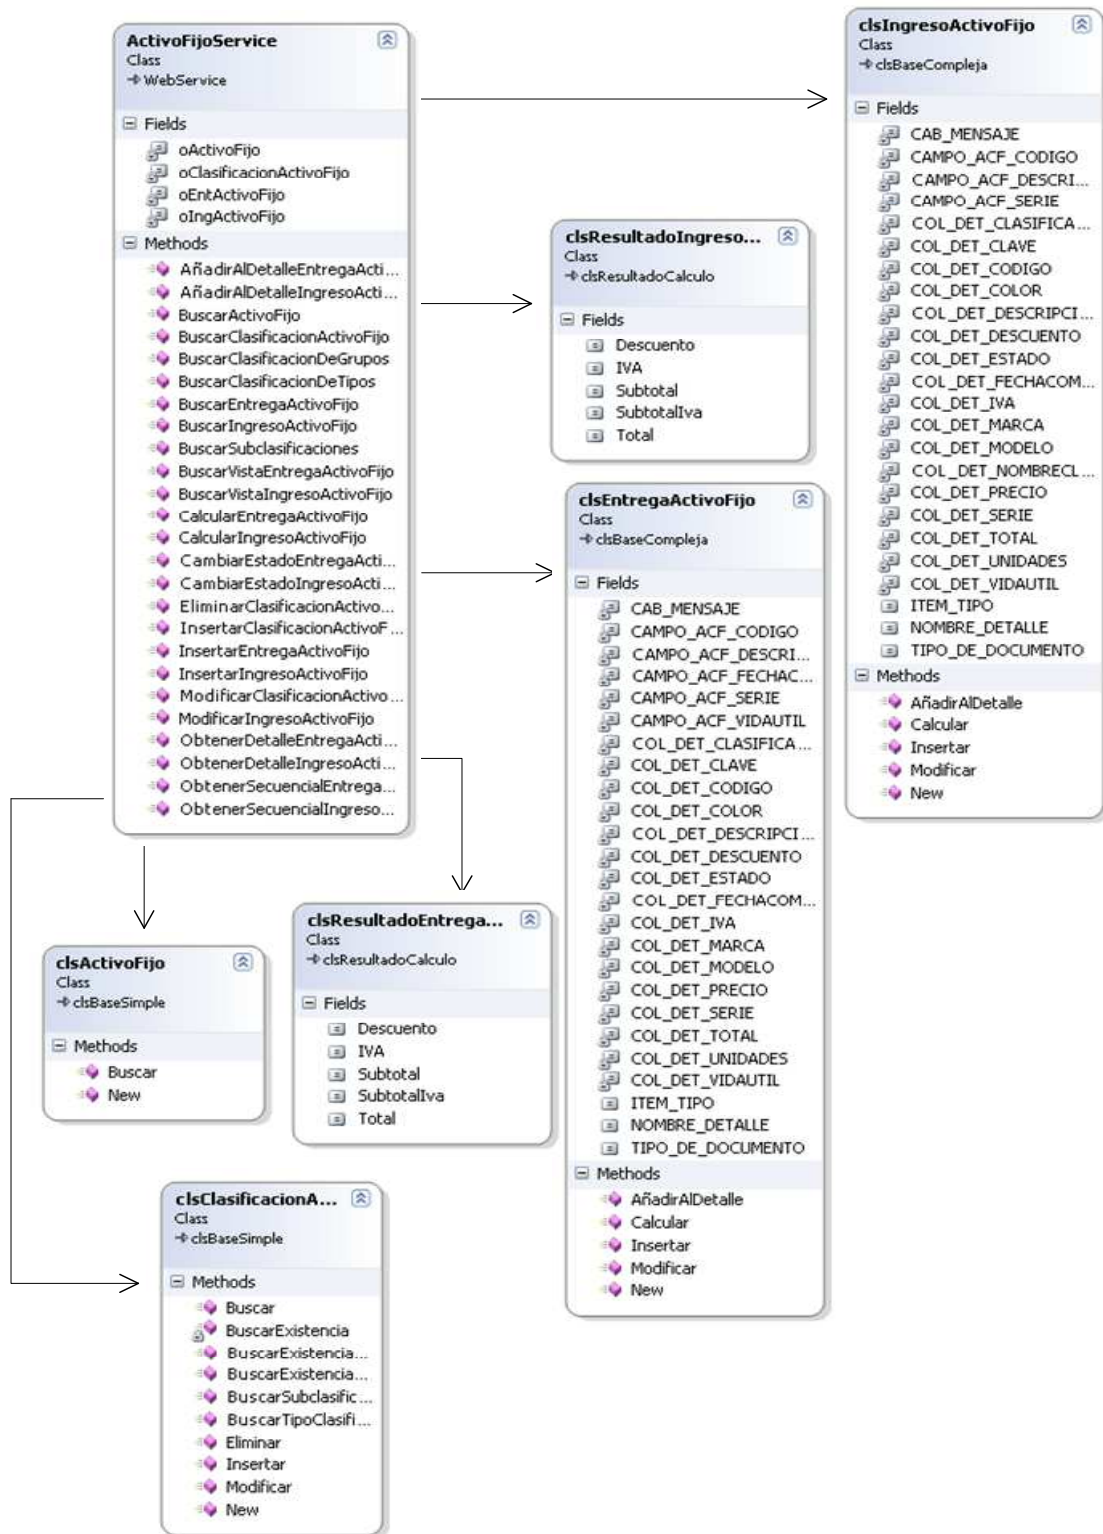 ActivoFijoService
Class
WebService
Fields
oActivoFijo
oClasificacionActivoFijo
oEntActivoFijo
oIngActivoFijo
Methods
AñadirAlDetalleEntregaActi...
AñadirAlDetalleIngresoActi...
BuscarActivoFijo
BuscarClasificacionActivoFijo
BuscarClasificacionDeGrupos
BuscarClasificacionDeTipos
BuscarEntregaActivoFijo
BuscarIngresoActivoFijo
BuscarSubclasificaciones
BuscarVistaEntregaActivoFijo
BuscarVistaIngresoActivoFijo
CalcularEntregaActivoFijo
CalcularIngresoActivoFijo
CambiarEstadoEntregaActi...
CambiarEstadoIngresoActi...
EliminarClasificacionActivo...
InsertarClasificacionActivoF...
InsertarEntregaActivoFijo
InsertarIngresoActivoFijo
ModificarClasificacionActivo...
ModificarIngresoActivoFijo
ObtenerDetalleEntregaActi...
ObtenerDetalleIngresoActi...
ObtenerSecuencialEntrega...
ObtenerSecuencialIngreso...
clsIngresoActivoFijo
Class
clsBaseCompleja
Fields
CAB_MENSAJE
CAMPO_ACF_CODIGO
CAMPO_ACF_DESCRI...
CAMPO_ACF_SERIE
COL_DET_CLASIFICA...
COL_DET_CLAVE
COL_DET_CODIGO
COL_DET_COLOR
COL_DET_DESCRIPCI...
COL_DET_DESCUENTO
COL_DET_ESTADO
COL_DET_FECHACOM...
COL_DET_IVA
COL_DET_MARCA
COL_DET_MODELO
COL_DET_NOMBRECL...
COL_DET_PRECIO
COL_DET_SERIE
COL_DET_TOTAL
COL_DET_UNIDADES
COL_DET_VIDAUTIL
ITEM_TIPO
NOMBRE_DETALLE
TIPO_DE_DOCUMENTO
Methods
AñadirAlDetalle
Calcular
Insertar
Modificar
New
clsResultadoIngreso...
Class
clsResultadoCalculo
Fields
Descuento
IVA
Subtotal
SubtotalIva
Total
clsEntregaActivoFijo
Class
clsBaseCompleja
Fields
CAB_MENSAJE
CAMPO_ACF_CODIGO
CAMPO_ACF_DESCRI...
CAMPO_ACF_FECHAC...
CAMPO_ACF_SERIE
CAMPO_ACF_VIDAUTIL
COL_DET_CLASIFICA...
COL_DET_CLAVE
COL_DET_CODIGO
COL_DET_COLOR
COL_DET_DESCRIPCI...
COL_DET_DESCUENTO
COL_DET_ESTADO
COL_DET_FECHACOM...
COL_DET_IVA
COL_DET_MARCA
COL_DET_MODELO
COL_DET_PRECIO
COL_DET_SERIE
COL_DET_TOTAL
COL_DET_UNIDADES
COL_DET_VIDAUTIL
ITEM_TIPO
NOMBRE_DETALLE
TIPO_DE_DOCUMENTO
Methods
AñadirAlDetalle
Calcular
Insertar
Modificar
New
clsActivoFijo
Class
clsBaseSimple
Methods
Buscar
New
clsResultadoEntrega...
Class
clsResultadoCalculo
Fields
Descuento
IVA
Subtotal
SubtotalIva
Total
clsClasificacionA...
Class
clsBaseSimple
Methods
Buscar
BuscarExistencia
BuscarExistencia...
BuscarExistencia...
BuscarSubclasific...
BuscarTipoClasifi...
Eliminar
Insertar
Modificar
New